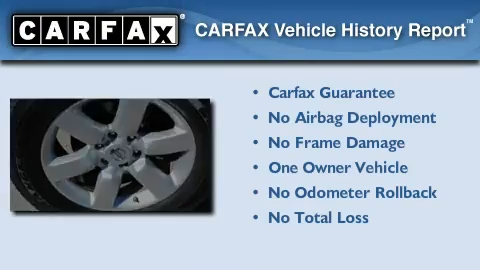 CARFAX® CARFAX Vehicle History Report™
• Carfax Guarantee
• No Airbag Deployment
• No Frame Damage
• One Owner Vehicle
• No Odometer Rollback
• No Total Loss